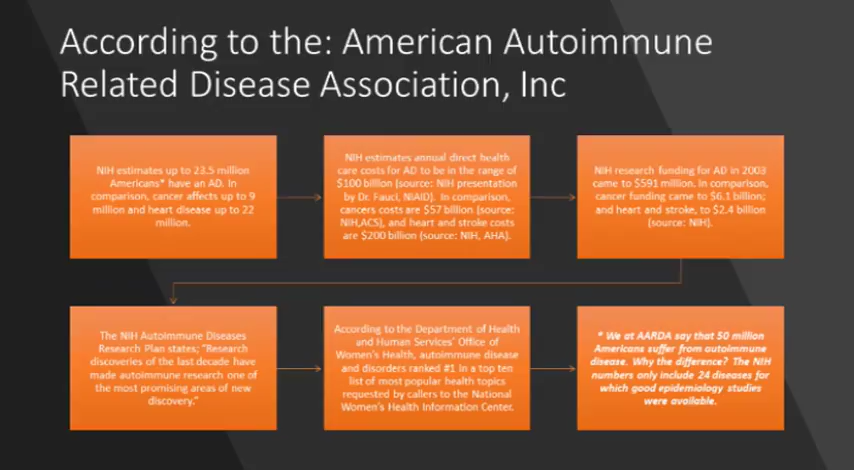 According to the: American Autoimmune
Related Disease Association, Inc
NIH estimates up to 23.5 million
Americans* have an AD. In
comparison, cancer affects up to 9
million and heart disease up to 22
million.
NIH estimates annual direct health
care costs for AD to be in the range of
$100 billion (source: NIH presentation
by Dr. Fauci, NIAID). In comparison,
cancers costs are $57 billion (source:
NIH,ACS), and heart and stroke costs
are $200 billion (source: NIH, AHA).
NIH research funding for AD in 2003
came to $591 million. In comparison,
cancer funding came to $6.1 billion;
and heart and stroke, to $2.4 billion
(source: NIH).
The NIH Autoimmune Diseases
Research Plan states; "Research
discoveries of the last decade have
made autoimmune research one of
the most promising areas of new
discovery."
According to the Department of Health
and Human Services' Office of
Women's Health, autoimmune disease
and disorders ranked #1 in a top ten
list of most popular health topics
requested by callers to the National
Women's Health Information Center.
* We at AARDA say that 50 million
Americans suffer from autoimmune
disease. Why the difference? The NIH
numbers only include 24 diseases for
which good epidemiology studies
were available.